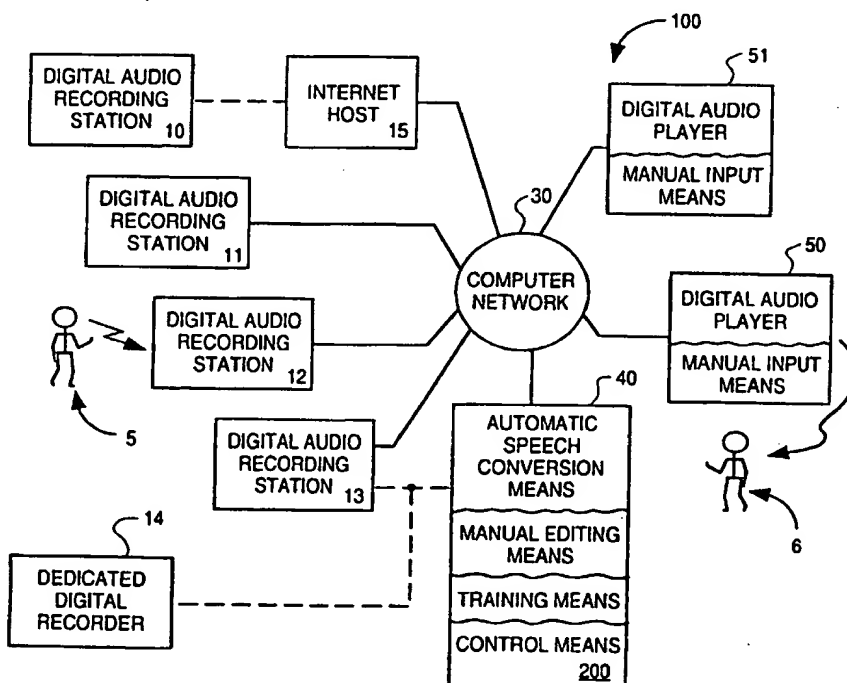 100
51
DIGITAL AUDIO
RECORDING
STATION 10
INTERNET
HOST 15
DIGITAL AUDIO
PLAYER
MANUAL INPUT
MEANS
DIGITAL AUDIO
RECORDING
STATION 11
30
COMPUTER
NETWORK
50
DIGITAL AUDIO
PLAYER
MANUAL INPUT
MEANS
5
DIGITAL AUDIO
RECORDING
STATION 12
40
DIGITAL AUDIO
RECORDING
STATION 13
AUTOMATIC
SPEECH
CONVERSION
MEANS
MANUAL EDITING
MEANS
TRAINING MEANS
CONTROL MEANS
200
6
14
DEDICATED
DIGITAL
RECORDER